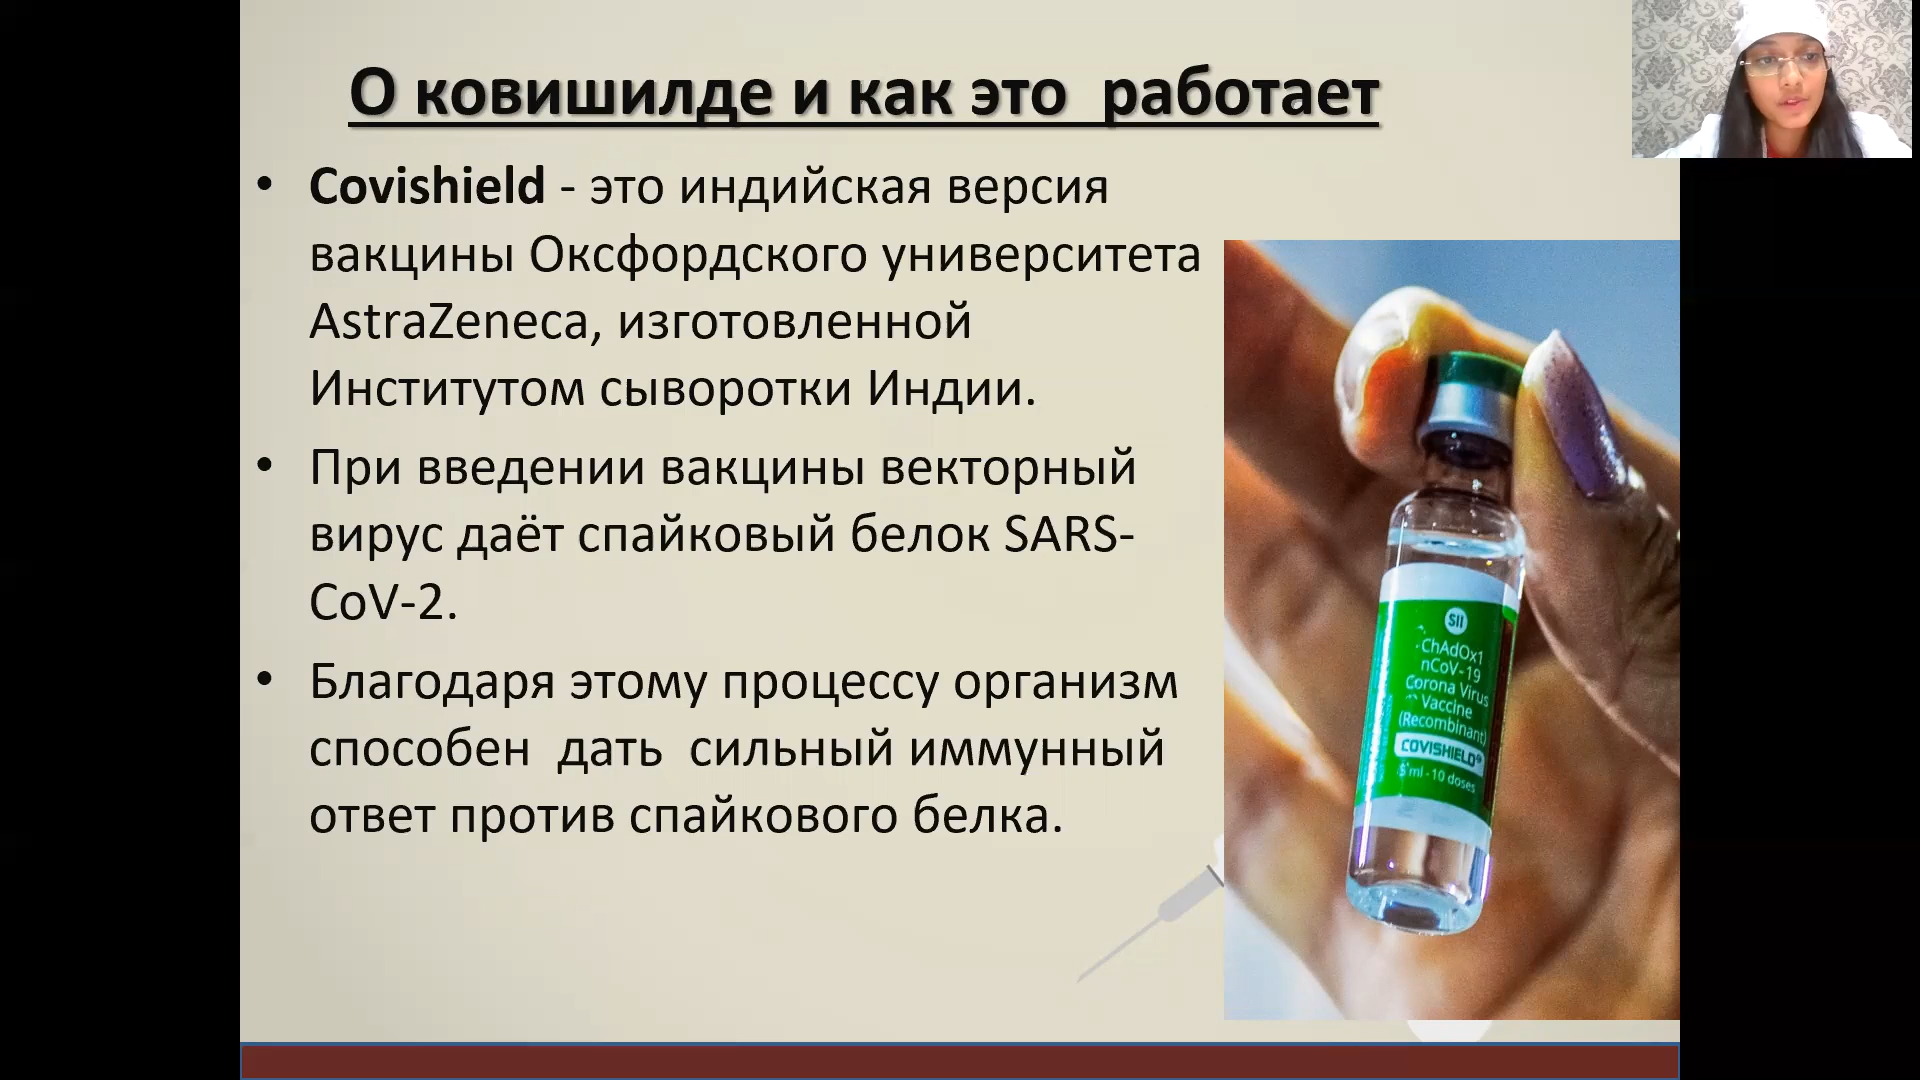 О ковишилде и как это  работает
• Covishield - это индийская версия
вакцины Оксфордского университета
AstraZeneca, изготовленной
Институтом сыворотки Индии.
• При введении вакцины векторный
вирус даёт спайковый белок SARS-
CoV-2.
• Благодаря этому процессу организм
способен  дать  сильный иммунный
ответ против спайкового белка.
SII
ChAdOx1
nCoV-19
Corona Virus
Vaccine
(Recombinant)
COVISHIELD
5 ml - 10 doses